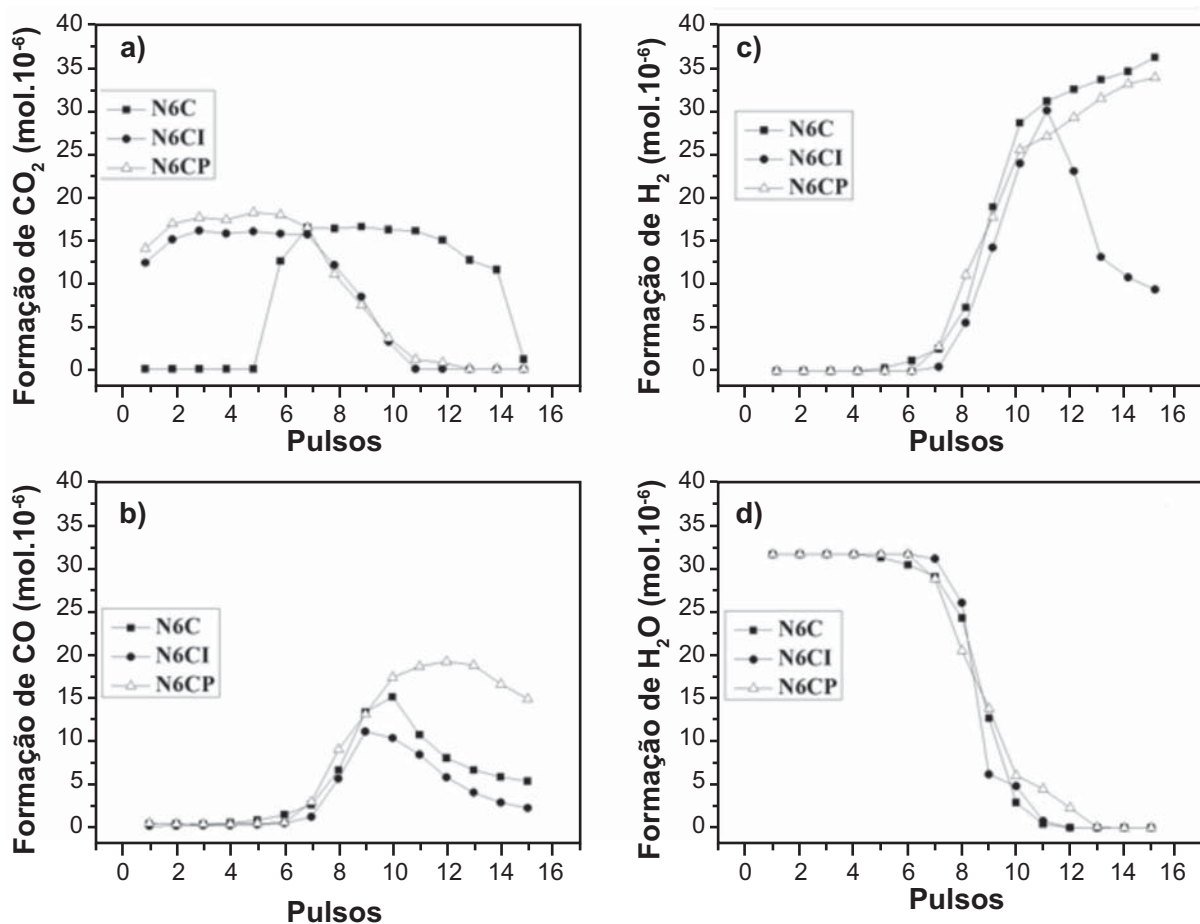 a)
Formação de CO₂ (mol.10⁻⁶)
40
35
30
25
20
15
10
5
0
N6C
N6CI
N6CP
0 2 4 6 8 10 12 14 16
Pulsos
c)
Formação de H₂ (mol.10⁻⁶)
40
35
30
25
20
15
10
5
0
N6C
N6CI
N6CP
0 2 4 6 8 10 12 14 16
Pulsos
b)
Formação de CO (mol.10⁻⁶)
40
35
30
25
20
15
10
5
0
N6C
N6CI
N6CP
0 2 4 6 8 10 12 14 16
Pulsos
d)
Formação de H₂O (mol.10⁻⁶)
40
35
30
25
20
15
10
5
0
N6C
N6CI
N6CP
0 2 4 6 8 10 12 14 16
Pulsos